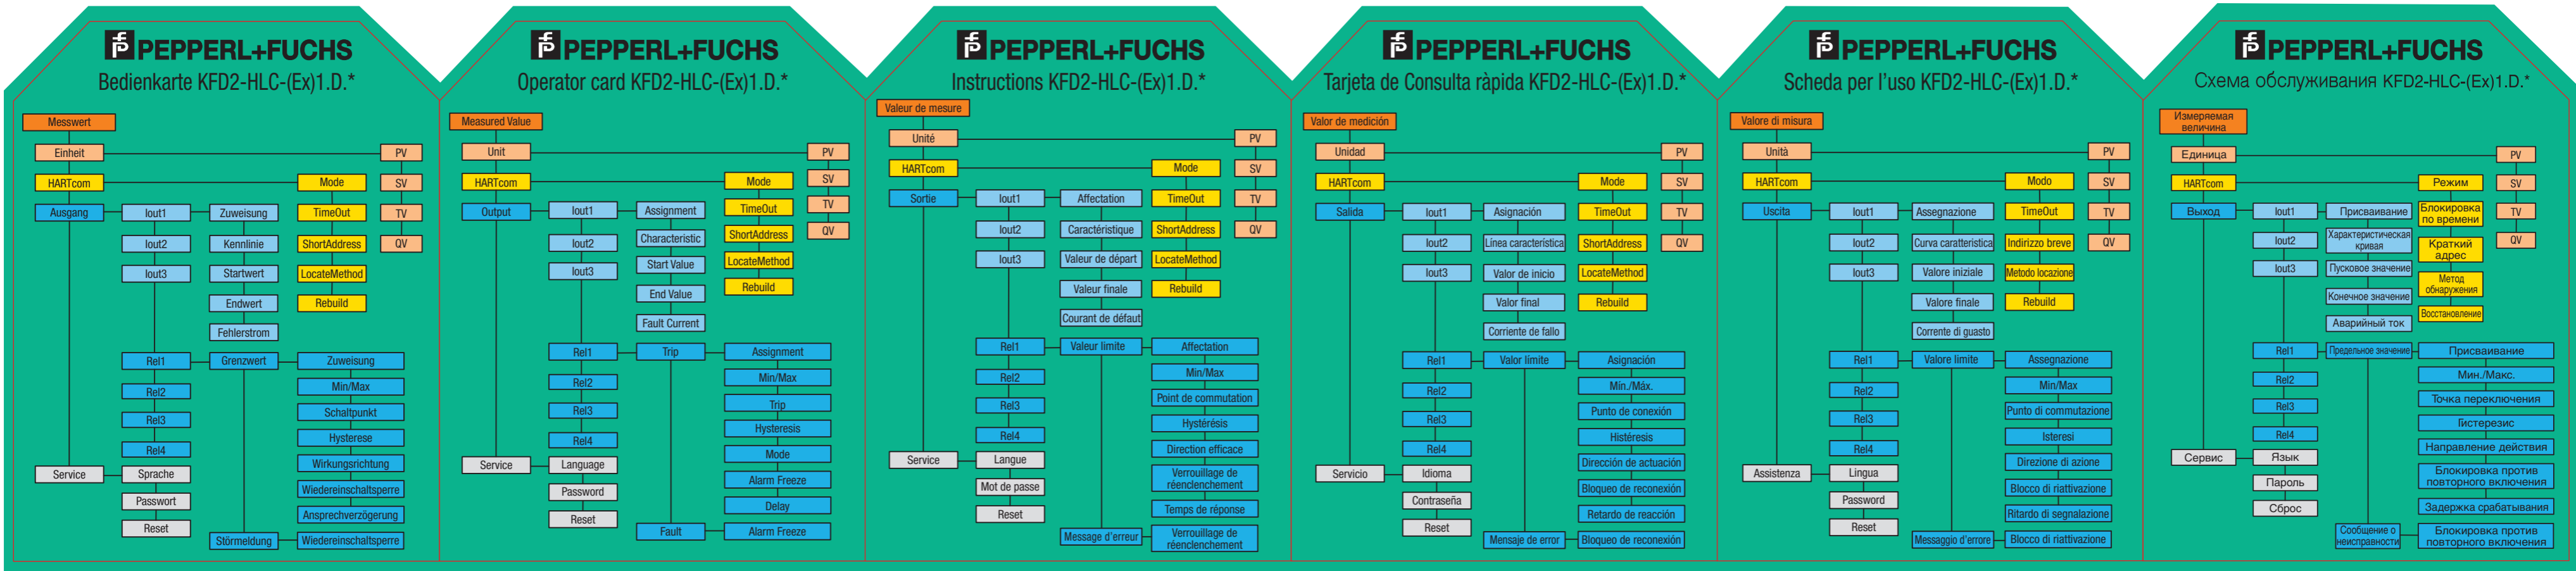 PEPPERL+FUCHS
Bedienkarte KFD2-HLC-(Ex)1.D.*
Messwert
Einheit
PV
HARTcom
Mode
SV
Ausgang
Iout1
Zuweisung
TimeOut
TV
Iout2
Kennlinie
ShortAddress
QV
Iout3
Startwert
LocateMethod
Endwert
Rebuild
Fehlerstrom
Rel1
Grenzwert
Zuweisung
Min/Max
Rel2
Schaltpunkt
Rel3
Hysterese
Rel4
Wirkungsrichtung
Service
Sprache
Wiedereinschaltsperre
Passwort
Ansprechverzögerung
Reset
Störmeldung
Wiedereinschaltsperre
PEPPERL+FUCHS
Operator card KFD2-HLC-(Ex)1.D.*
Measured Value
Unit
PV
HARTcom
Mode
SV
Output
Iout1
Assignment
TimeOut
TV
Iout2
Characteristic
ShortAddress
QV
Iout3
Start Value
LocateMethod
End Value
Rebuild
Fault Current
Rel1
Trip
Assignment
Min/Max
Rel2
Trip
Rel3
Hysteresis
Rel4
Mode
Service
Language
Alarm Freeze
Password
Delay
Reset
Fault
Alarm Freeze
PEPPERL+FUCHS
Instructions KFD2-HLC-(Ex)1.D.*
Valeur de mesure
Unité
PV
HARTcom
Mode
SV
Sortie
Iout1
Affectation
TimeOut
TV
Iout2
Caractéristique
ShortAddress
QV
Iout3
Valeur de départ
LocateMethod
Valeur finale
Rebuild
Courant de défaut
Rel1
Valeur limite
Affectation
Min/Max
Rel2
Point de commutation
Rel3
Hystérésis
Rel4
Direction efficace
Service
Langue
Verrouillage de
réenclenchement
Mot de passe
Temps de réponse
Reset
Message d'erreur
Verrouillage de
réenclenchement
PEPPERL+FUCHS
Tarjeta de Consulta ràpida KFD2-HLC-(Ex)1.D.*
Valor de medición
Unidad
PV
HARTcom
Mode
SV
Salida
Iout1
Asignación
TimeOut
TV
Iout2
Línea característica
ShortAddress
QV
Iout3
Valor de inicio
LocateMethod
Valor final
Rebuild
Corriente de fallo
Rel1
Valor límite
Asignación
Mín./Máx.
Rel2
Punto de conexión
Rel3
Histéresis
Rel4
Dirección de actuación
Servicio
Idioma
Bloqueo de reconexión
Contraseña
Retardo de reacción
Reset
Mensaje de error
Bloqueo de reconexión
PEPPERL+FUCHS
Scheda per l'uso KFD2-HLC-(Ex)1.D.*
Valore di misura
Unità
PV
HARTcom
Modo
SV
Uscita
Iout1
Assegnazione
TimeOut
TV
Iout2
Curva caratteristica
Indirizzo breve
QV
Iout3
Valore iniziale
Metodo locazione
Valore finale
Rebuild
Corrente di guasto
Rel1
Valore limite
Assegnazione
Min/Max
Rel2
Punto di commutazione
Rel3
Isteresi
Rel4
Direzione di azione
Assistenza
Lingua
Blocco di riattivazione
Password
Ritardo di segnalazione
Reset
Messaggio d'errore
Blocco di riattivazione
PEPPERL+FUCHS
Схема обслуживания KFD2-HLC-(Ex)1.D.*
Измеряемая
величина
Единица
PV
HARTcom
Режим
SV
Выход
Iout1
Присваивание
Блокировка
по времени
TV
Iout2
Характеристическая
кривая
Краткий
адрес
QV
Iout3
Пусковое значение
Метод
обнаружения
Конечное значение
Восстановление
Аварийный ток
Rel1
Предельное значение
Присваивание
Мин./Макс.
Rel2
Точка переключения
Rel3
Гистерезис
Rel4
Направление действия
Сервис
Язык
Блокировка против
повторного включения
Пароль
Задержка срабатывания
Сброс
Сообщение о
неисправности
Блокировка против
повторного включения